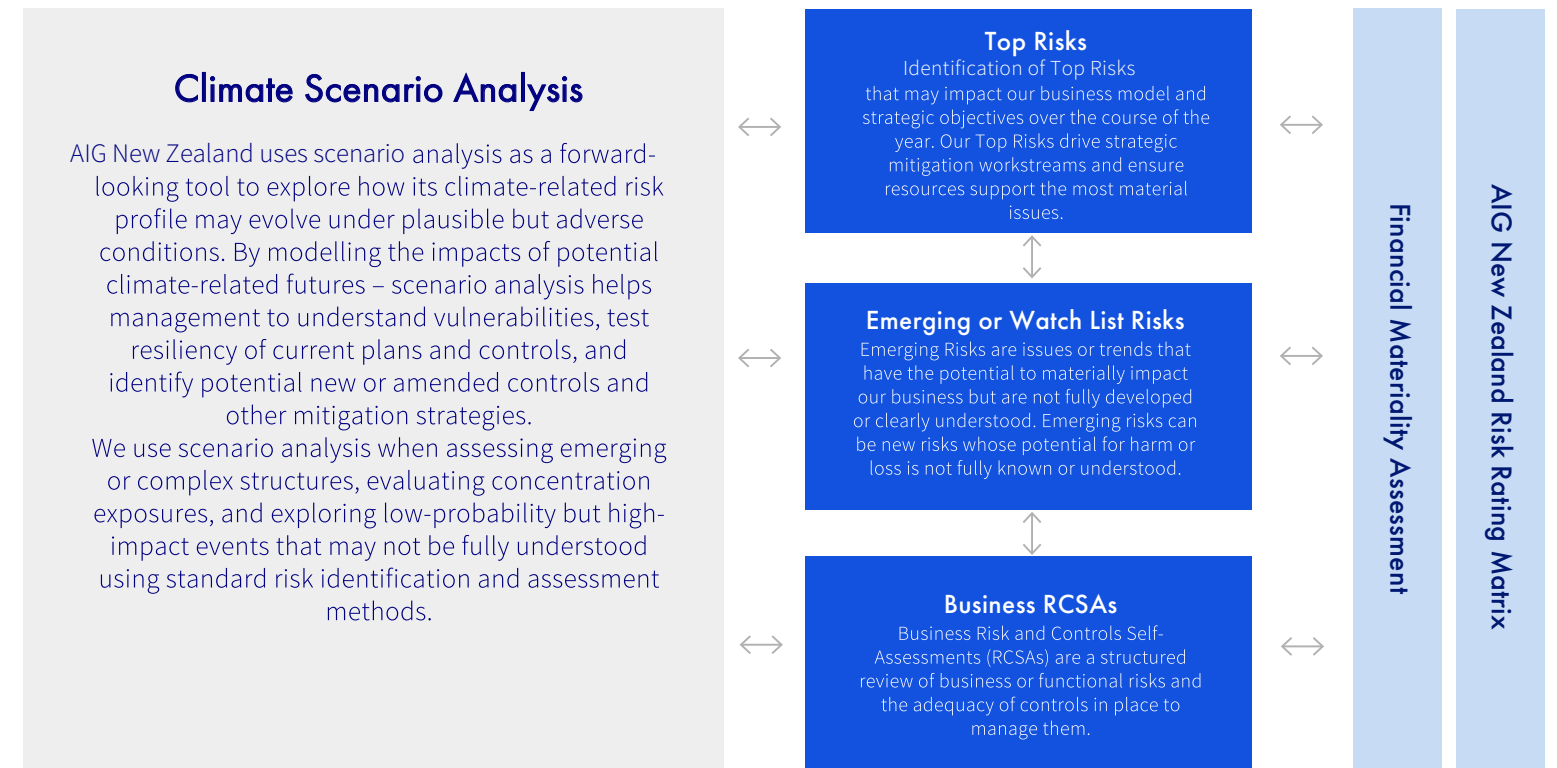 Climate Scenario Analysis
AIG New Zealand uses scenario analysis as a forward-
looking tool to explore how its climate-related risk
profile may evolve under plausible but adverse
conditions. By modelling the impacts of potential
climate-related futures – scenario analysis helps
management to understand vulnerabilities, test
resiliency of current plans and controls, and
identify potential new or amended controls and
other mitigation strategies.
We use scenario analysis when assessing emerging
or complex structures, evaluating concentration
exposures, and exploring low-probability but high-
impact events that may not be fully understood
using standard risk identification and assessment
methods.
Top Risks
Identification of Top Risks
that may impact our business model and
strategic objectives over the course of the
year. Our Top Risks drive strategic
mitigation workstreams and ensure
resources support the most material
issues.
Emerging or Watch List Risks
Emerging Risks are issues or trends that
have the potential to materially impact
our business but are not fully developed
or clearly understood. Emerging risks can
be new risks whose potential for harm or
loss is not fully known or understood.
Business RCSAs
Business Risk and Controls Self-
Assessments (RCSAs) are a structured
review of business or functional risks and
the adequacy of controls in place to
manage them.
Financial Materiality Assessment
AIG New Zealand Risk Rating Matrix